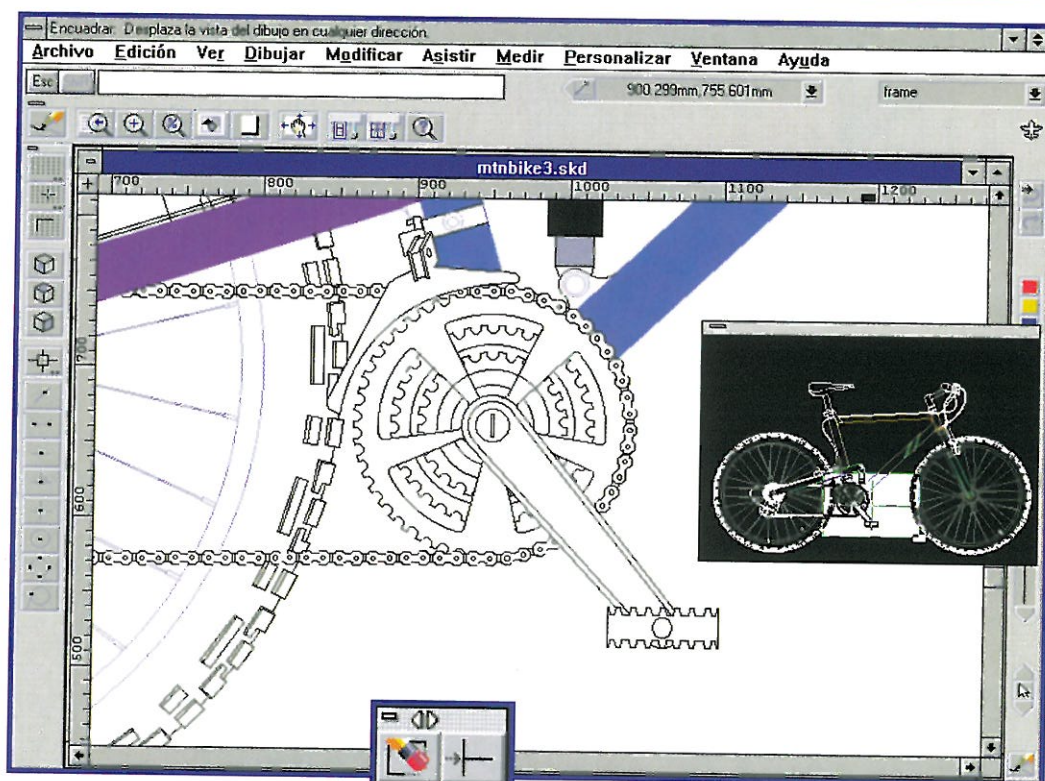 Encuadrar: Desplaza la vista del dibujo en cualquier dirección.
Archivo Edición Ver Dibujar Modificar Asistir Medir Personalizar Ventana Ayuda
Esc 900.299mm,755.601mm frame
mtnbike3.skd
700 800 900 1000 1100 1200
700
600
500